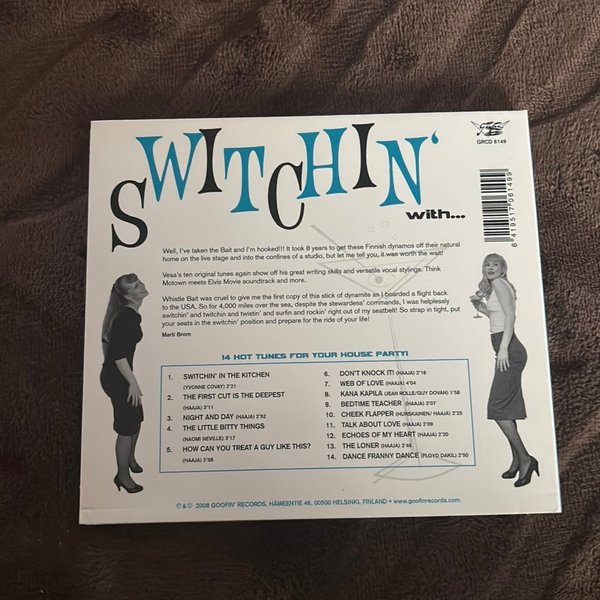 SWITCHIN'
with...
GRCD 6149
6 419517 061499
Well, I've taken the Bait and I'm hooked!!! It took 8 years to get these Finnish dynamos off their natural
home on the live stage and into the confines of a studio, but let me tell you, it was worth the wait!
Vesa's ten original tunes again show off his great writing skills and versatile vocal stylings. Think
Motown meets Elvis Movie soundtrack and more.
Whistle Bait was cruel to give me the first copy of this stick of dynamite as I boarded a flight back
to the USA. So for 4,000 miles over the sea, despite the stewardess' commands, I was helplessly
switchin' and twitchin and twistin' and surfin and rockin' right out of my seatbelt! So strap in tight, put
your seats in the switchin' position and prepare for the ride of your life!
Marti Brom
14 HOT TUNES FOR YOUR HOUSE PARTY!
1. SWITCHIN' IN THE KITCHEN
(YVONNE COVAY) 2'21
2. THE FIRST CUT IS THE DEEPEST
(HAAJA) 3'11
3. NIGHT AND DAY (HAAJA) 2'52
4. THE LITTLE BITTY THINGS
(NAOMI NEVILLE) 3'17
5. HOW CAN YOU TREAT A GUY LIKE THIS?
(HAAJA) 2'58
6. DON'T KNOCK IT! (HAAJA) 2'18
7. WEB OF LOVE (HAAJA) 4'04
8. KANA KAPILA (JEAN ROLLE/GUY DOVAN) 1'58
9. BEDTIME TEACHER (HAAJA) 3'07
10. CHEEK FLAPPER (HURSKAINEN/ HAAJA) 2'25
11. TALK ABOUT LOVE (HAAJA) 2'09
12. ECHOES OF MY HEART (HAAJA) 2'20
13. THE LONER (HAAJA) 2'46
14. DANCE FRANNY DANCE (FLOYD DAKIL) 2'50
℗ & © 2008 GOOFIN' RECORDS, HÄMEENTIE 46, 00500 HELSINKI, FINLAND • www.goofinrecords.com